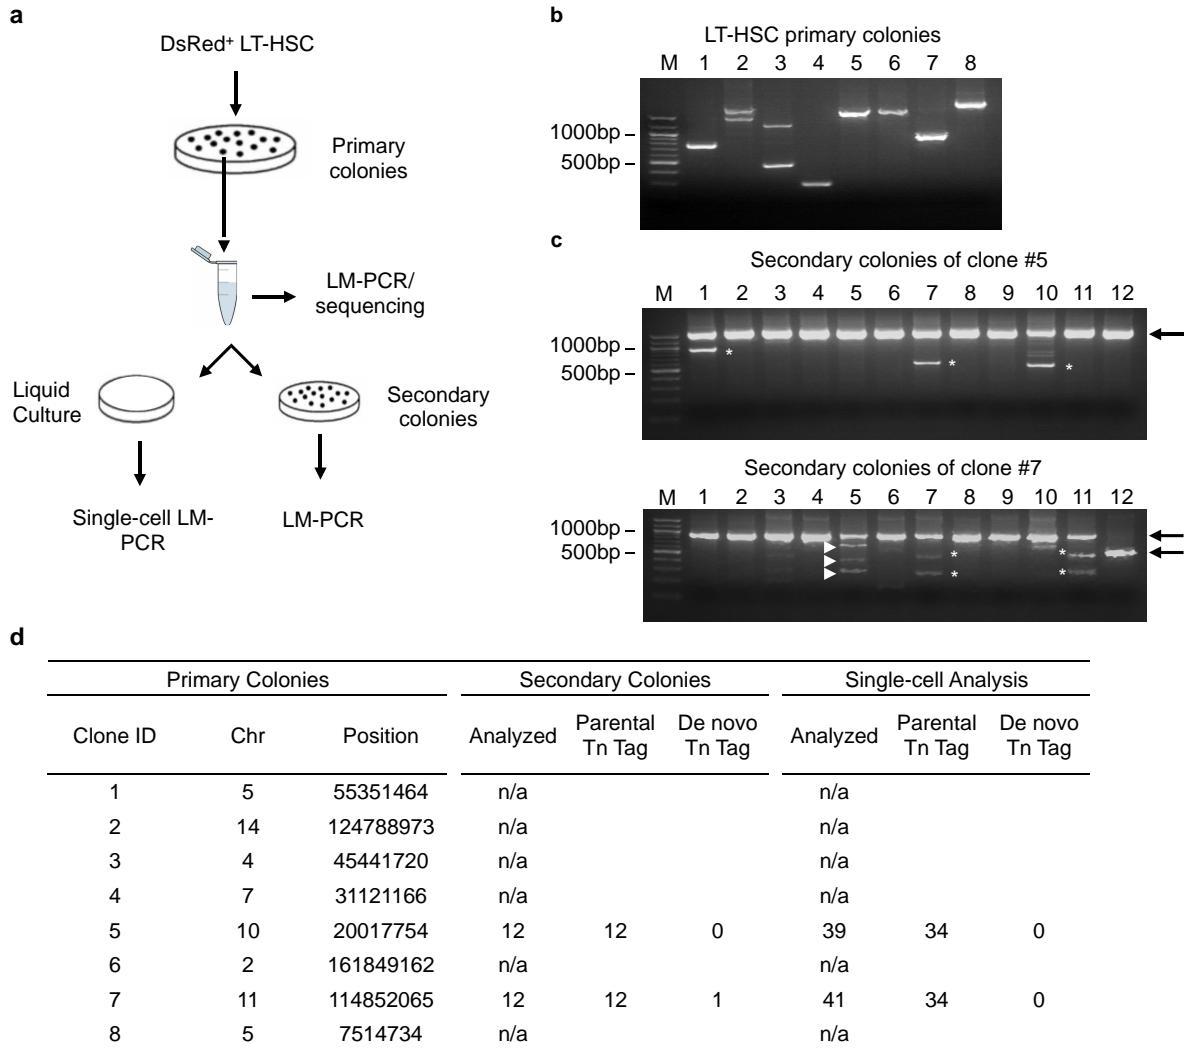 a
DsRed+ LT-HSC
Primary
colonies
LM-PCR/
sequencing
Liquid
Culture
Secondary
colonies
Single-cell LM-
PCR
LM-PCR
b
LT-HSC primary colonies
M 1 2 3 4 5 6 7 8
1000bp
500bp
c
Secondary colonies of clone #5
M 1 2 3 4 5 6 7 8 9 10 11 12
1000bp
500bp
* * *
Secondary colonies of clone #7
M 1 2 3 4 5 6 7 8 9 10 11 12
1000bp
500bp
* *
* *
d
Primary Colonies Secondary Colonies Single-cell Analysis
Clone ID Chr Position Analyzed Parental Tn Tag De novo Tn Tag Analyzed Parental Tn Tag De novo Tn Tag
1 5 55351464 n/a n/a
2 14 124788973 n/a n/a
3 4 45441720 n/a n/a
4 7 31121166 n/a n/a
5 10 20017754 12 12 0 39 34 0
6 2 161849162 n/a n/a
7 11 114852065 12 12 1 41 34 0
8 5 7514734 n/a n/a